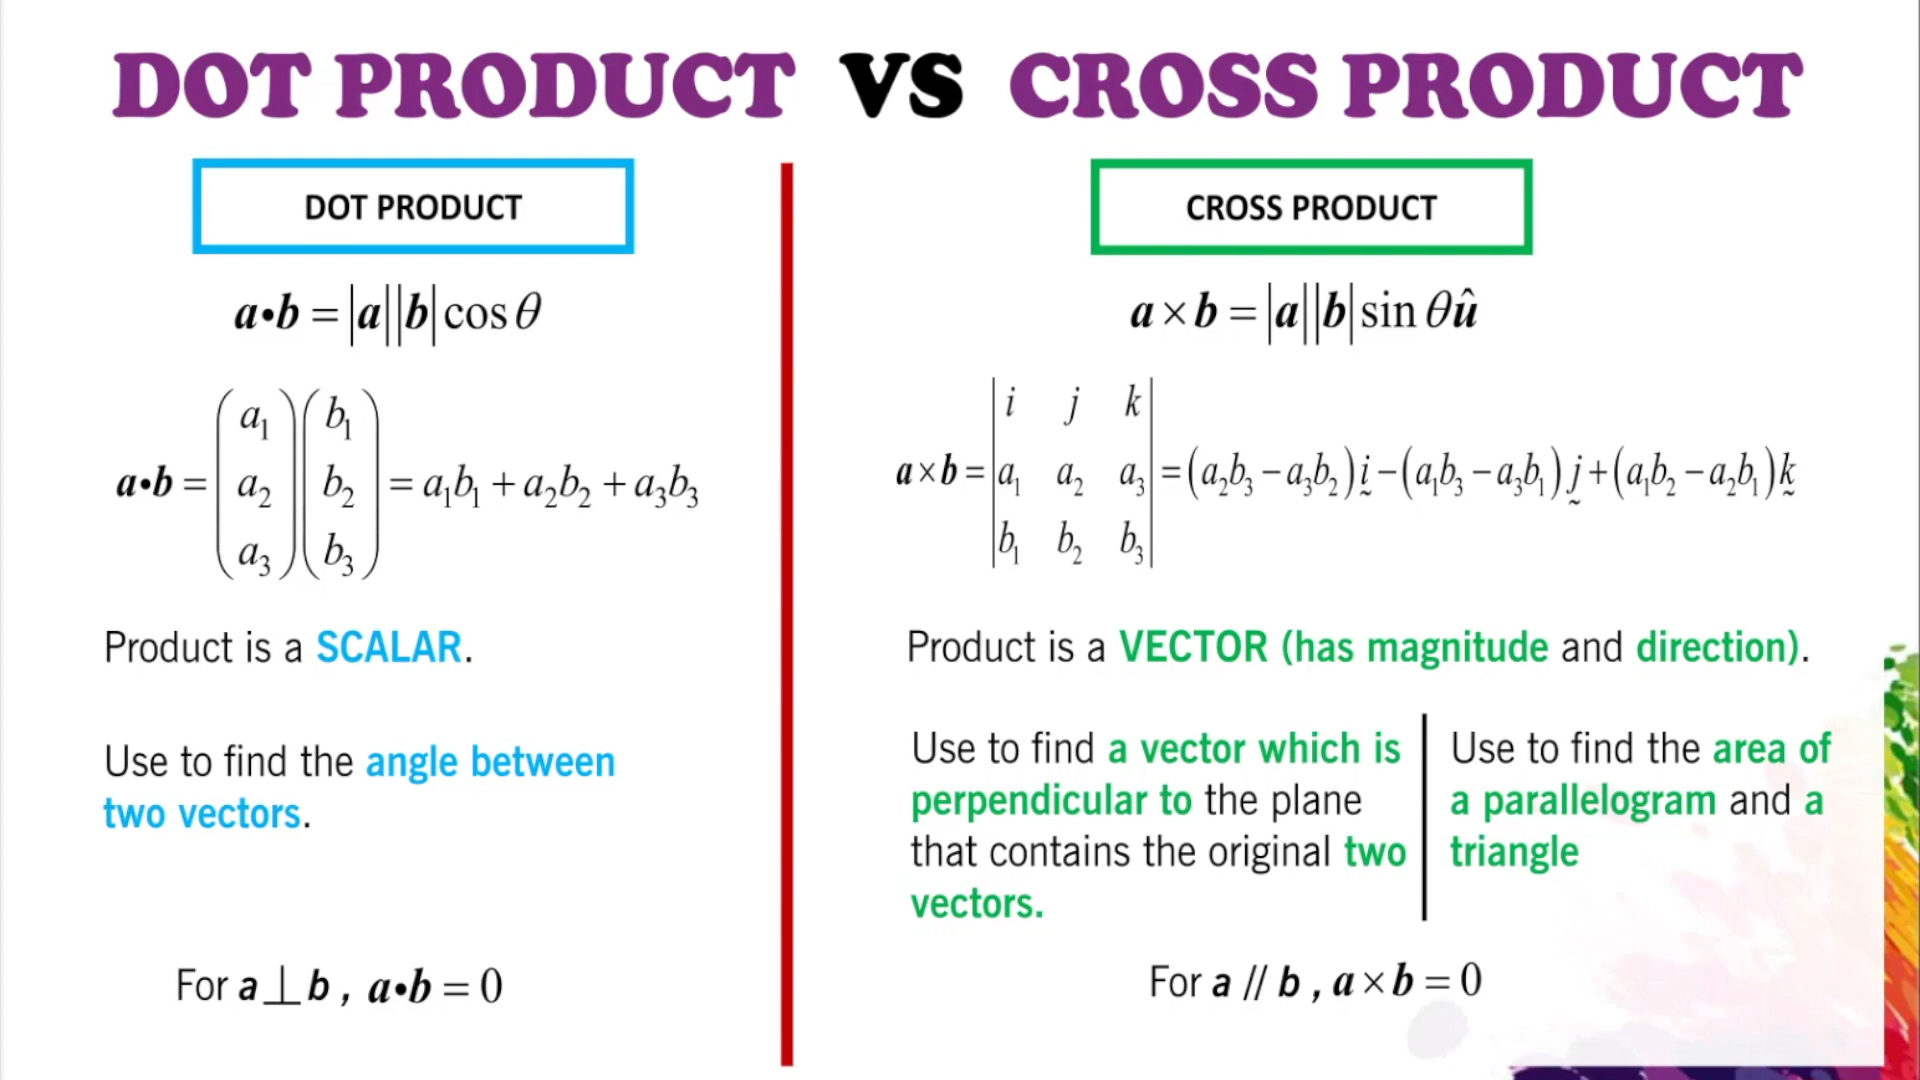 DOT PRODUCT VS CROSS PRODUCT
DOT PRODUCT
a•b = |a||b| cos θ
a•b = (a₁ a₂ a₃)(b₁ b₂ b₃) = a₁b₁ + a₂b₂ + a₃b₃
Product is a SCALAR.
Use to find the angle between
two vectors.
For a ⊥ b , a•b = 0
CROSS PRODUCT
a × b = |a||b| sin θû
a × b = |i j k a₁ a₂ a₃ b₁ b₂ b₃| = (a₂b₃ − a₃b₂)i − (a₁b₃ − a₃b₁)j + (a₁b₂ − a₂b₁)k
Product is a VECTOR (has magnitude and direction).
Use to find a vector which is
perpendicular to the plane
that contains the original two
vectors.
Use to find the area of
a parallelogram and a
triangle
For a // b , a × b = 0